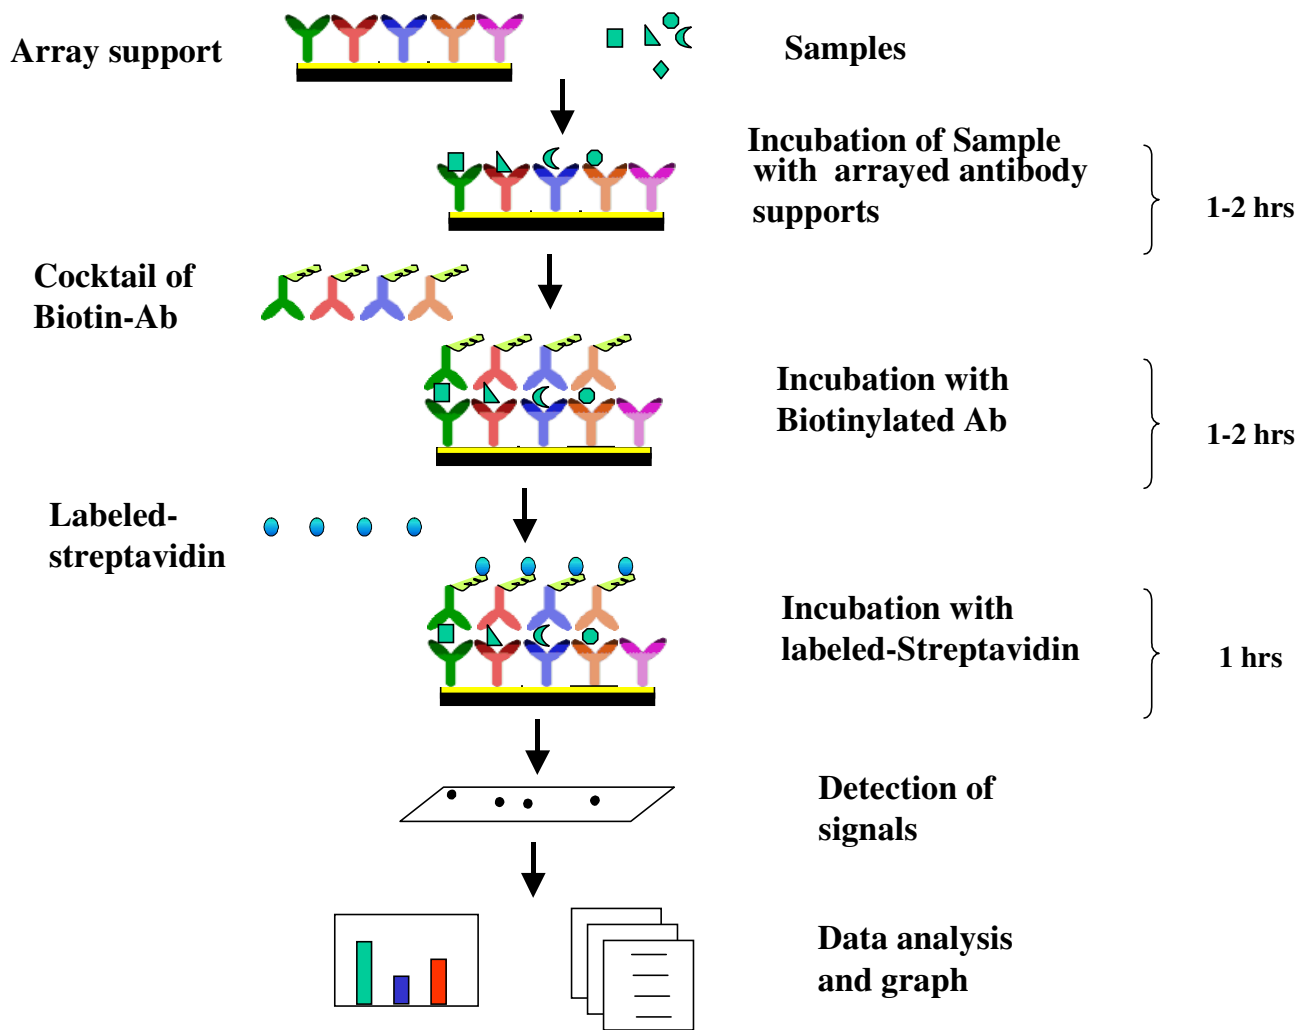 Array support
Samples
Incubation of Sample
with arrayed antibody
supports
1-2 hrs
Cocktail of
Biotin-Ab
Incubation with
Biotinylated Ab
1-2 hrs
Labeled-
streptavidin
Incubation with
labeled-Streptavidin
1 hrs
Detection of
signals
Data analysis
and graph